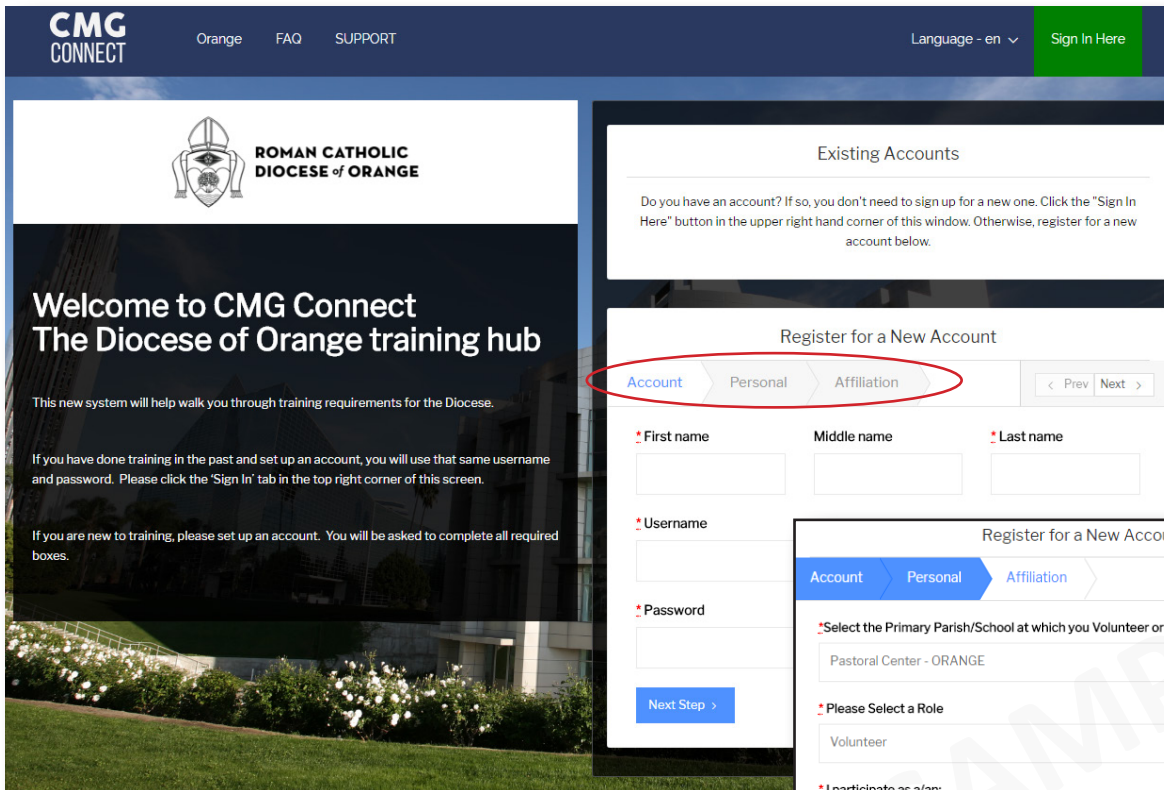 CMG
CONNECT
Orange
FAQ
SUPPORT
Language - en
Sign In Here
ROMAN CATHOLIC
DIOCESE of ORANGE
Welcome to CMG Connect
The Diocese of Orange training hub
This new system will help walk you through training requirements for the Diocese.
If you have done training in the past and set up an account, you will use that same username
and password. Please click the 'Sign In' tab in the top right corner of this screen.
If you are new to training, please set up an account. You will be asked to complete all required
boxes.
Existing Accounts
Do you have an account? If so, you don't need to sign up for a new one. Click the "Sign In
Here" button in the upper right hand corner of this window. Otherwise, register for a new
account below.
Register for a New Account
Account
Personal
Affiliation
< Prev
Next >
* First name
Middle name
* Last name
* Username
* Password
Next Step >
Register for a New
Account
Personal
Affiliation
*Select the Primary Parish/School at which you Volunteer or
Pastoral Center - ORANGE
* Please Select a Role
Volunteer
* I participate as a/an: